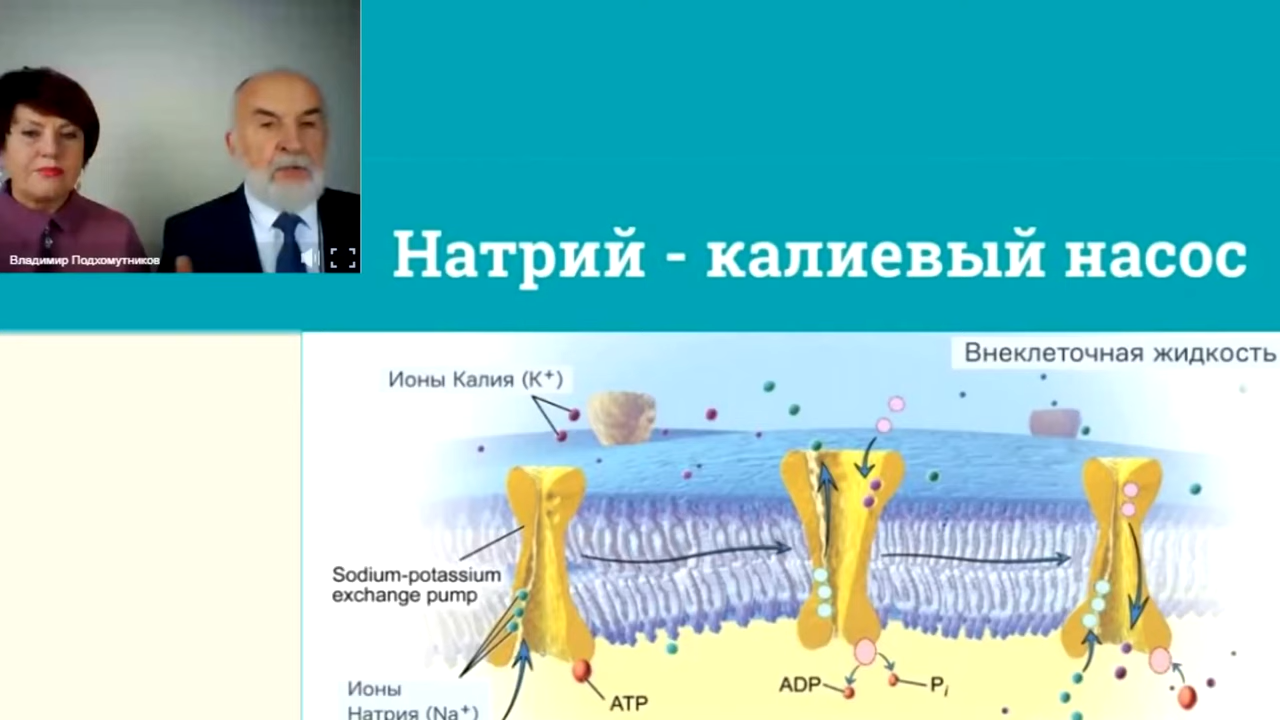 Владимир Подхомутников
Натрий - калиевый насос
Внеклеточная жидкость
Ионы Калия (K⁺)
Sodium-potassium
exchange pump
Ионы
Натрия (Na⁺)
ATP
ADP
Pᵢ